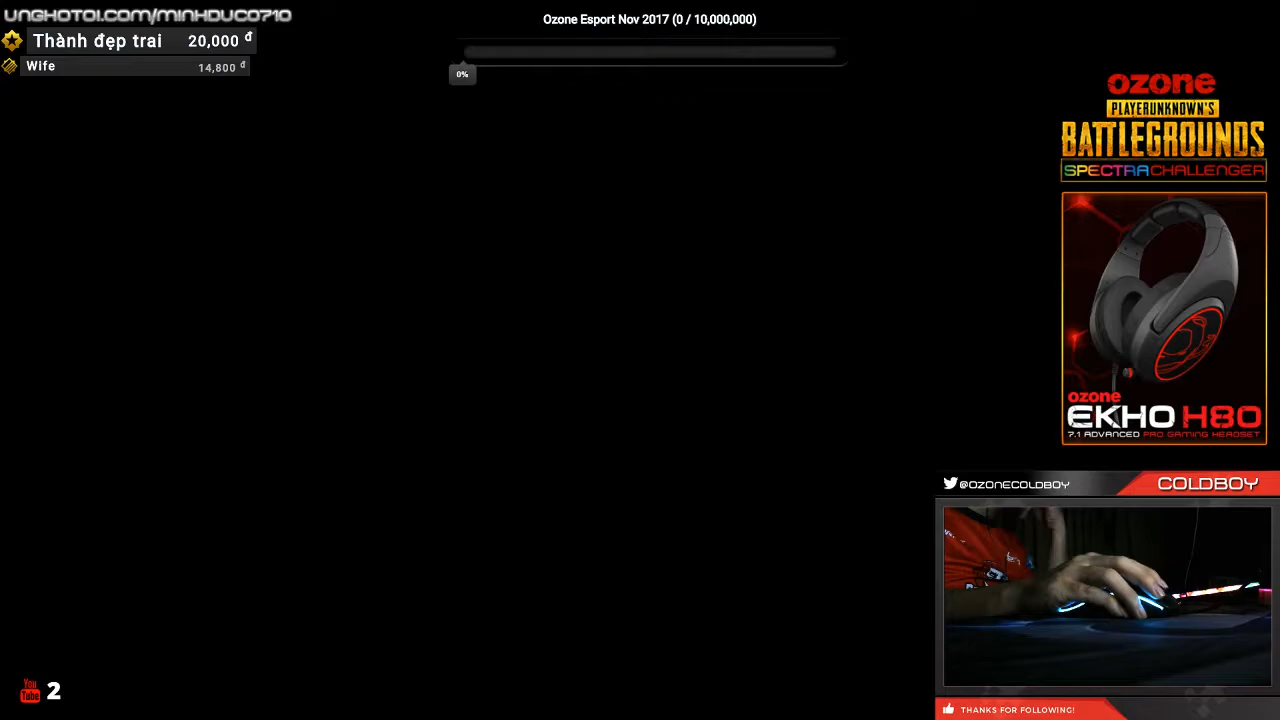 UNGHOTOI.COM/MINHDUC0710
Thành đẹp trai 20,000 đ
Wife 14,800 đ
Ozone Esport Nov 2017 (0 / 10,000,000)
0%
ozone
PLAYERUNKNOWN'S
BATTLEGROUNDS
SPECTRACHALLENGER
ozone
EKHO H80
7.1 ADVANCED PRO GAMING HEADSET
@OZONECOLDBOY
COLDBOY
You
Tube 2
THANKS FOR FOLLOWING!